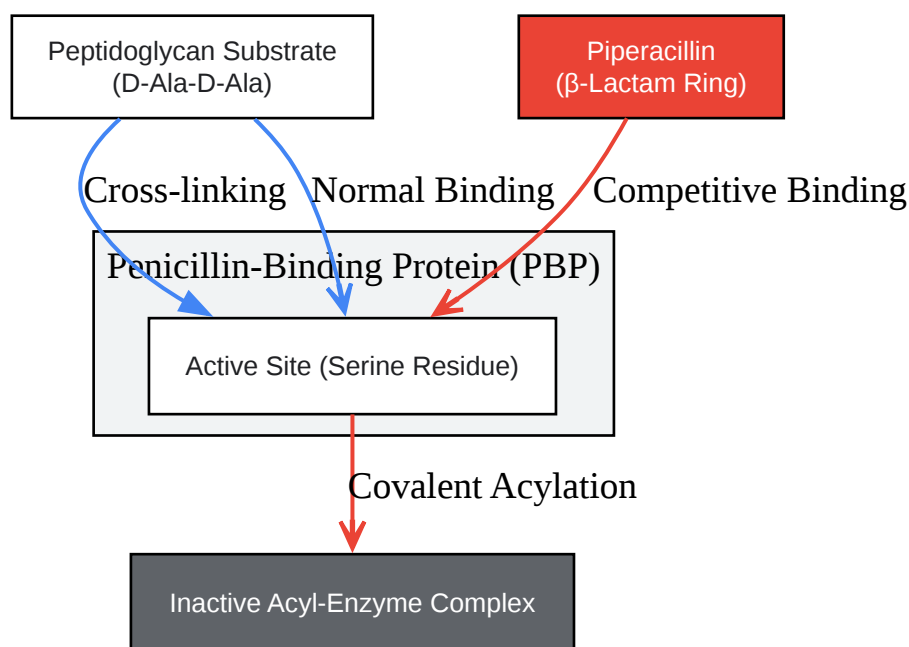 Peptidoglycan Substrate
(D-Ala-D-Ala)
Piperacillin
(β-Lactam Ring)
Cross-linking
Normal Binding
Competitive Binding
Penicillin-Binding Protein (PBP)
Active Site (Serine Residue)
Covalent Acylation
Inactive Acyl-Enzyme Complex